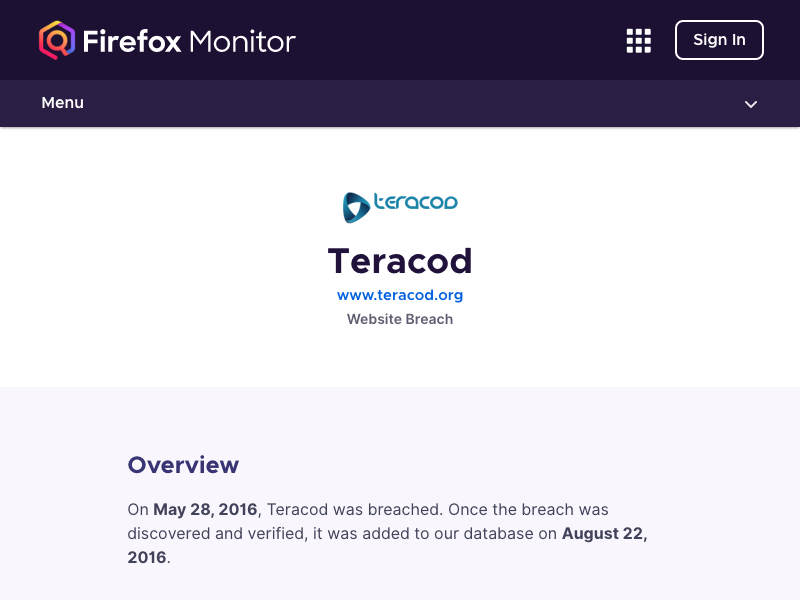 Firefox Monitor
Sign In
Menu
teracod
Teracod
www.teracod.org
Website Breach
Overview
On May 28, 2016, Teracod was breached. Once the breach was
discovered and verified, it was added to our database on August 22,
2016.